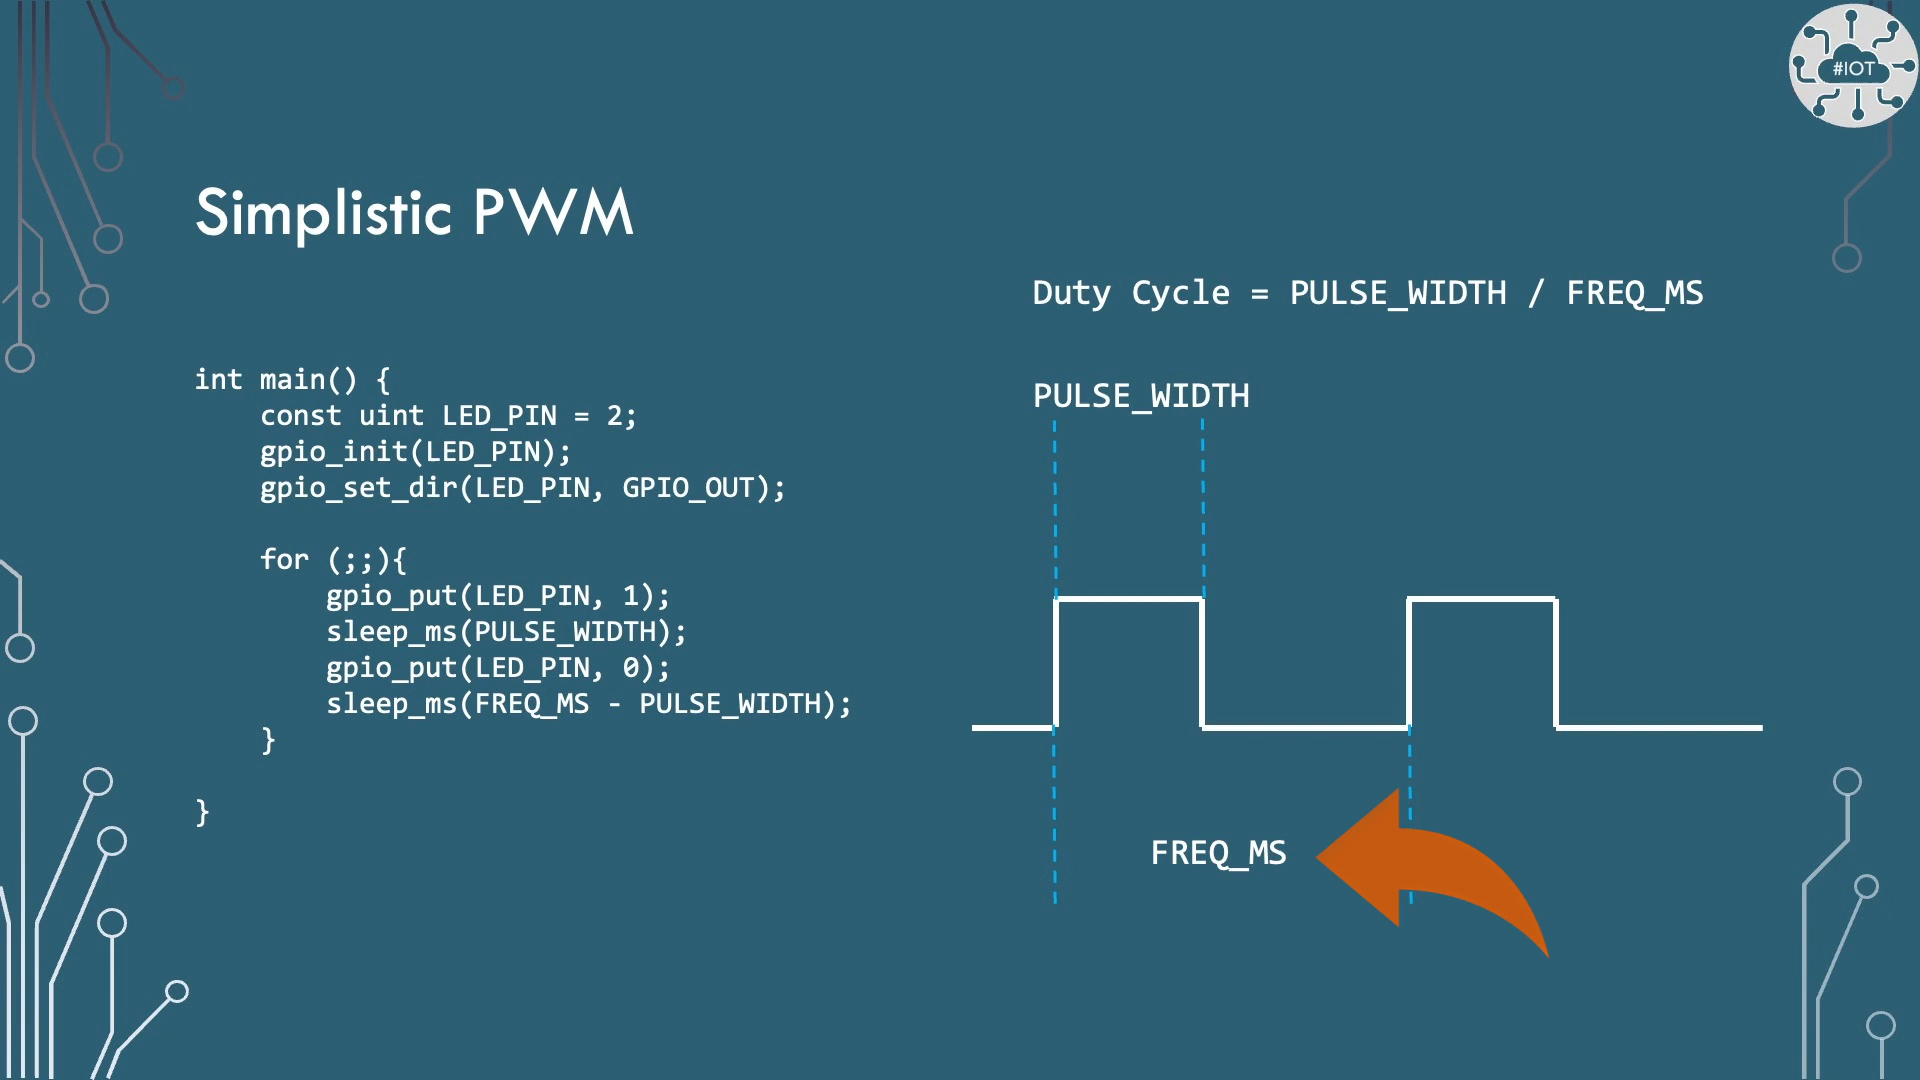 #IOT
Simplistic PWM
int main() {
    const uint LED_PIN = 2;
    gpio_init(LED_PIN);
    gpio_set_dir(LED_PIN, GPIO_OUT);

    for (;;){
        gpio_put(LED_PIN, 1);
        sleep_ms(PULSE_WIDTH);
        gpio_put(LED_PIN, 0);
        sleep_ms(FREQ_MS - PULSE_WIDTH);
    }

}
Duty Cycle = PULSE_WIDTH / FREQ_MS
PULSE_WIDTH
FREQ_MS